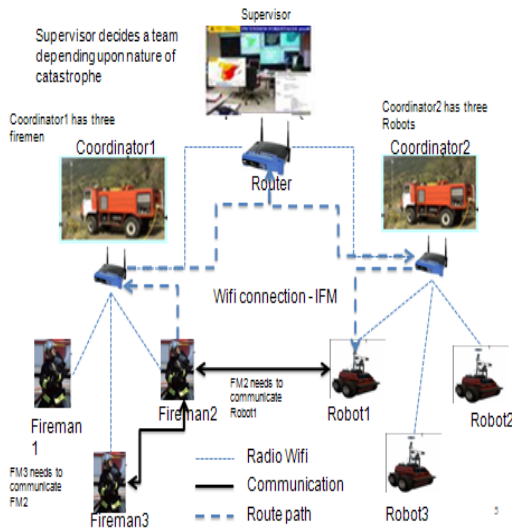 Supervisor
Supervisor decides a team
depending upon nature of
catastrophe
Coordinator1 has three
firemen
Coordinator1
Router
Coordinator2 has three
Robots
Coordinator2
Wifi connection - IFM
Fireman
1
Fireman2
FM2 needs to
communicate
Robot1
Robot1
Robot2
FM3 needs to
communicate
FM2
Fireman3
Robot3
Radio Wifi
Communication
Route path
5